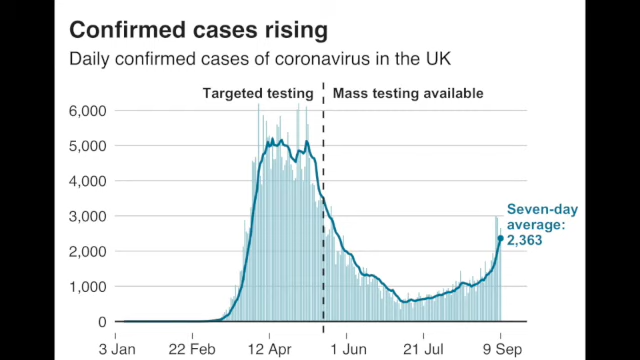 Confirmed cases rising
Daily confirmed cases of coronavirus in the UK
Targeted testing
Mass testing available
6,000
5,000
4,000
3,000
2,000
1,000
0
Seven-day
average:
2,363
3 Jan
22 Feb
12 Apr
1 Jun
21 Jul
9 Sep